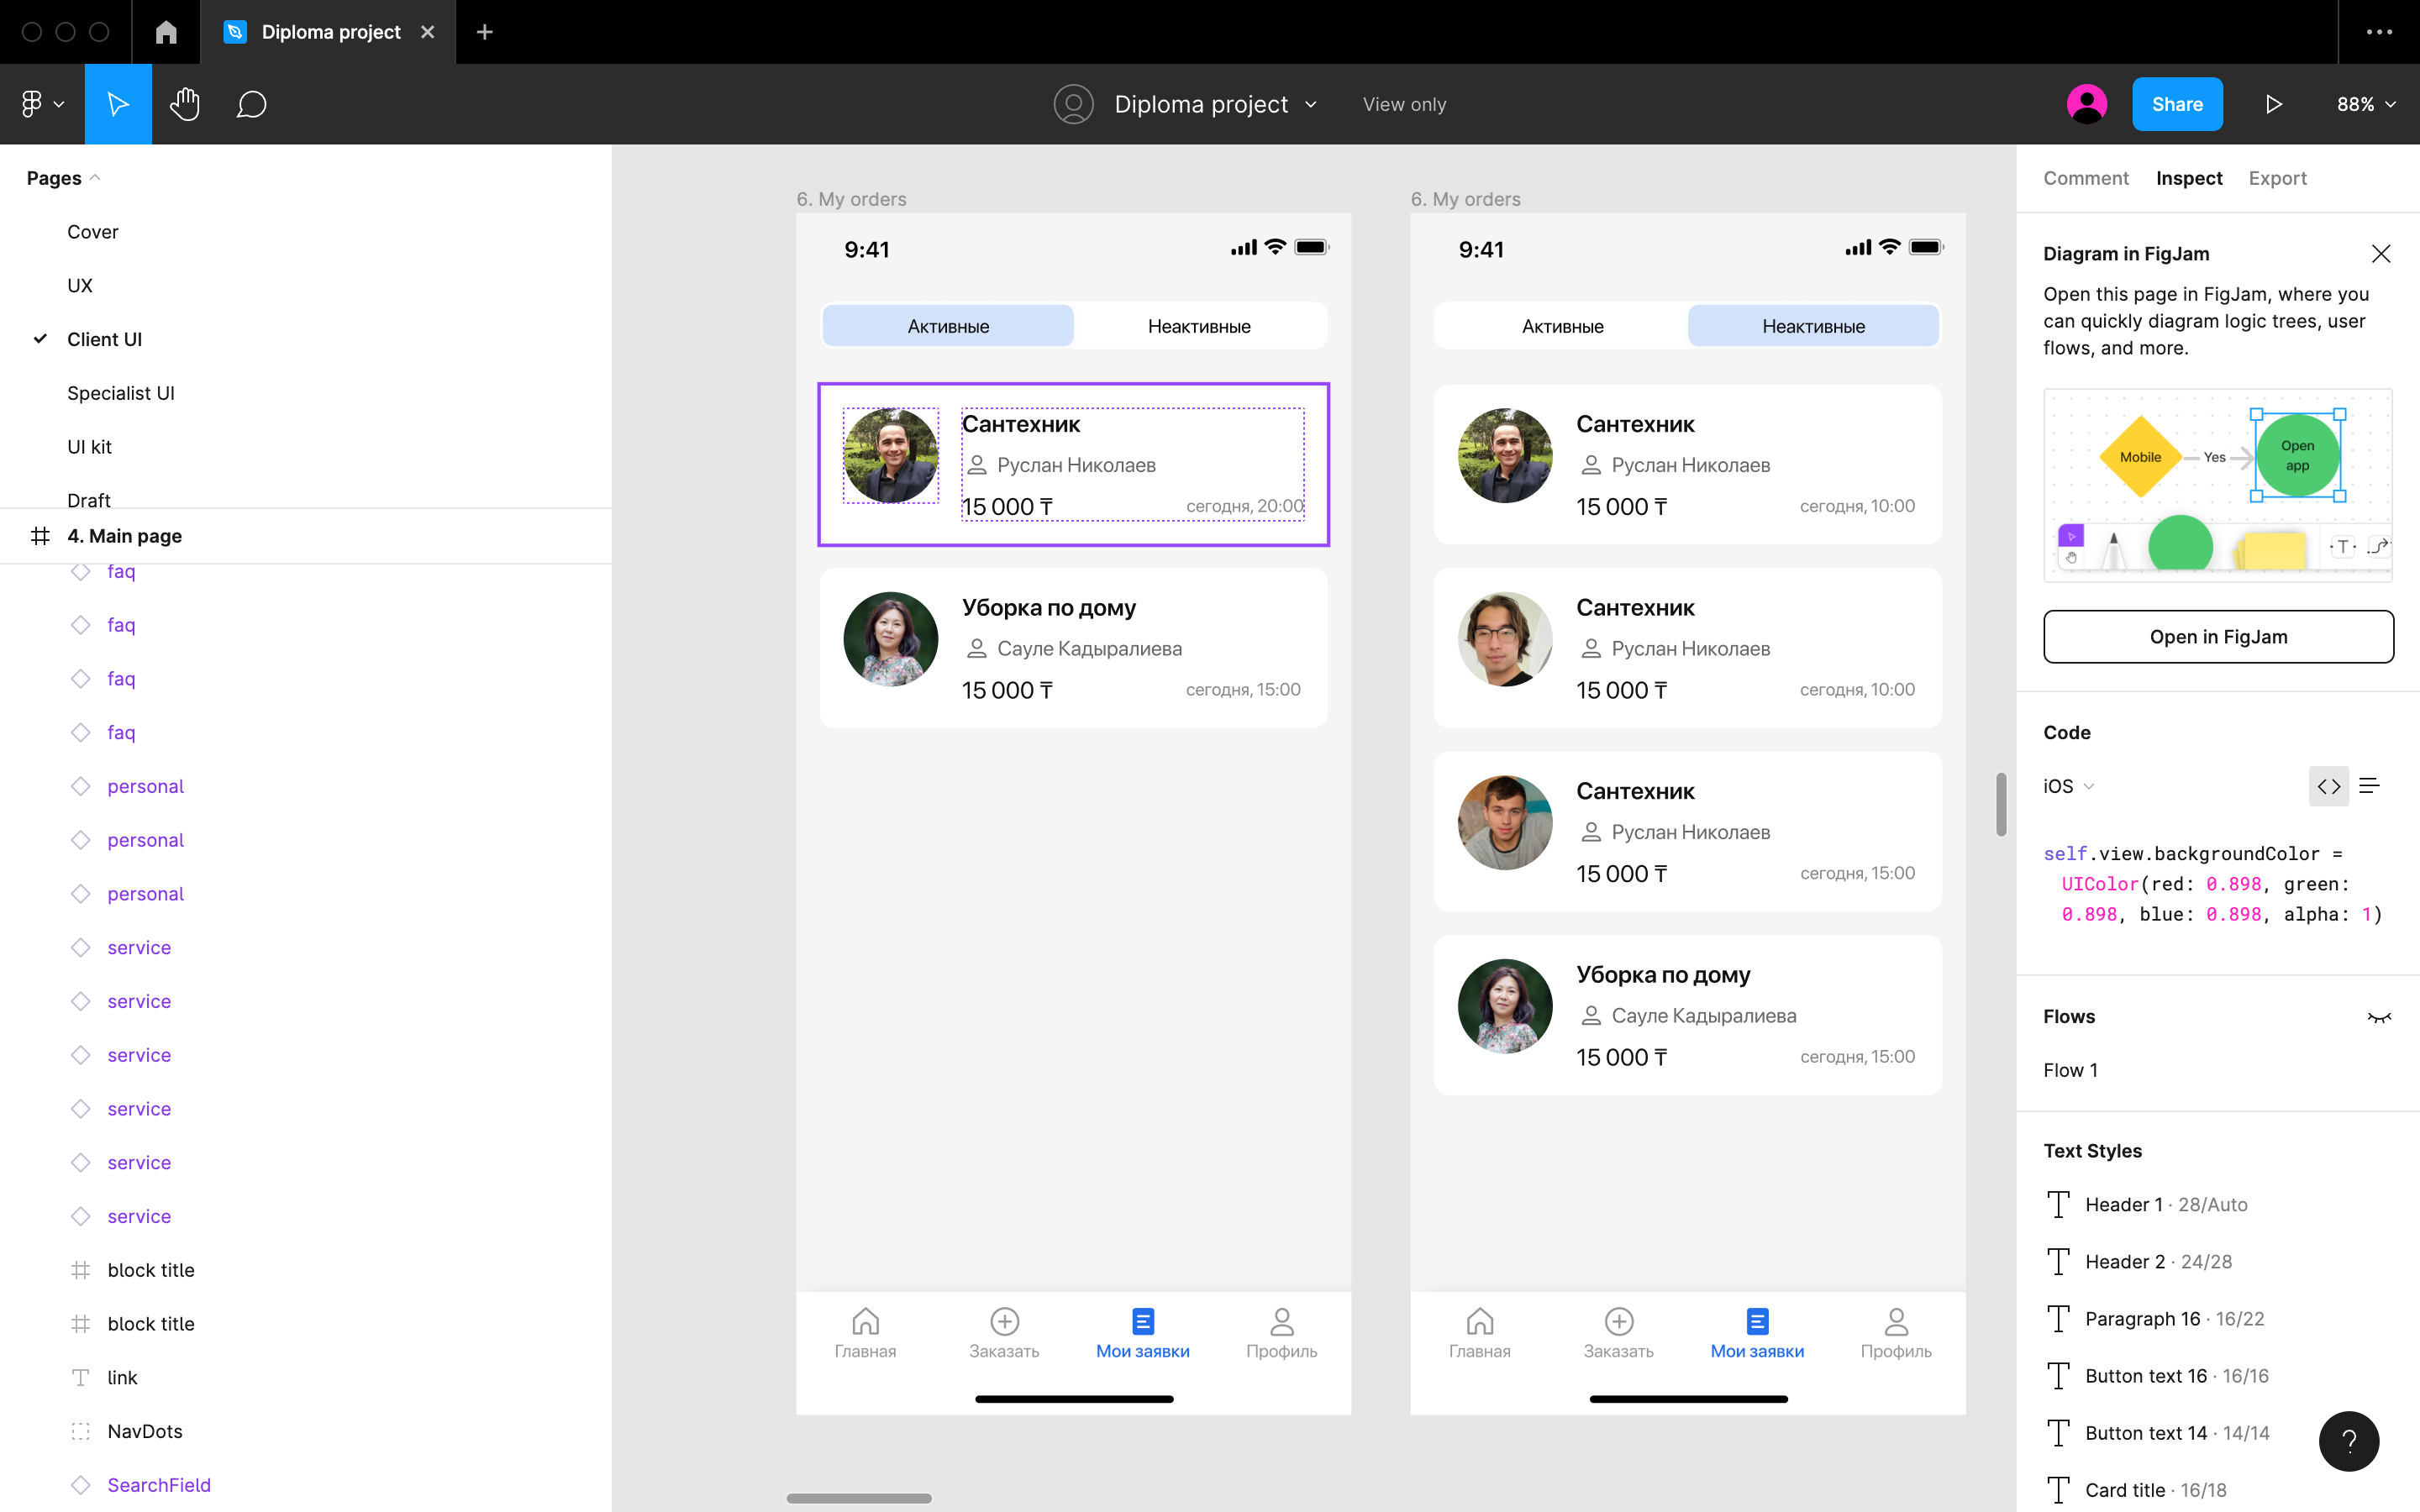 Diploma project
Diploma project
View only
Share
88%
Pages
Cover
UX
Client UI
Specialist UI
UI kit
Draft
4. Main page
faq
faq
faq
faq
personal
personal
personal
service
service
service
service
service
service
block title
block title
link
NavDots
SearchField
6. My orders
9:41
Активные
Неактивные
Сантехник
Руслан Николаев
15 000 ₸
сегодня, 20:00
Уборка по дому
Сауле Кадыралиева
15 000 ₸
сегодня, 15:00
Главная
Заказать
Мои заявки
Профиль
6. My orders
9:41
Активные
Неактивные
Сантехник
Руслан Николаев
15 000 ₸
сегодня, 10:00
Сантехник
Руслан Николаев
15 000 ₸
сегодня, 10:00
Сантехник
Руслан Николаев
15 000 ₸
сегодня, 15:00
Уборка по дому
Сауле Кадыралиева
15 000 ₸
сегодня, 15:00
Главная
Заказать
Мои заявки
Профиль
Comment
Inspect
Export
Diagram in FigJam
Open this page in FigJam, where you
can quickly diagram logic trees, user
flows, and more.
Mobile
Yes
Open
app
T
Open in FigJam
Code
iOS
self.view.backgroundColor =
UIColor(red: 0.898, green:
0.898, blue: 0.898, alpha: 1)
Flows
Flow 1
Text Styles
Header 1 · 28/Auto
Header 2 · 24/28
Paragraph 16 · 16/22
Button text 16 · 16/16
Button text 14 · 14/14
Card title · 16/18
?